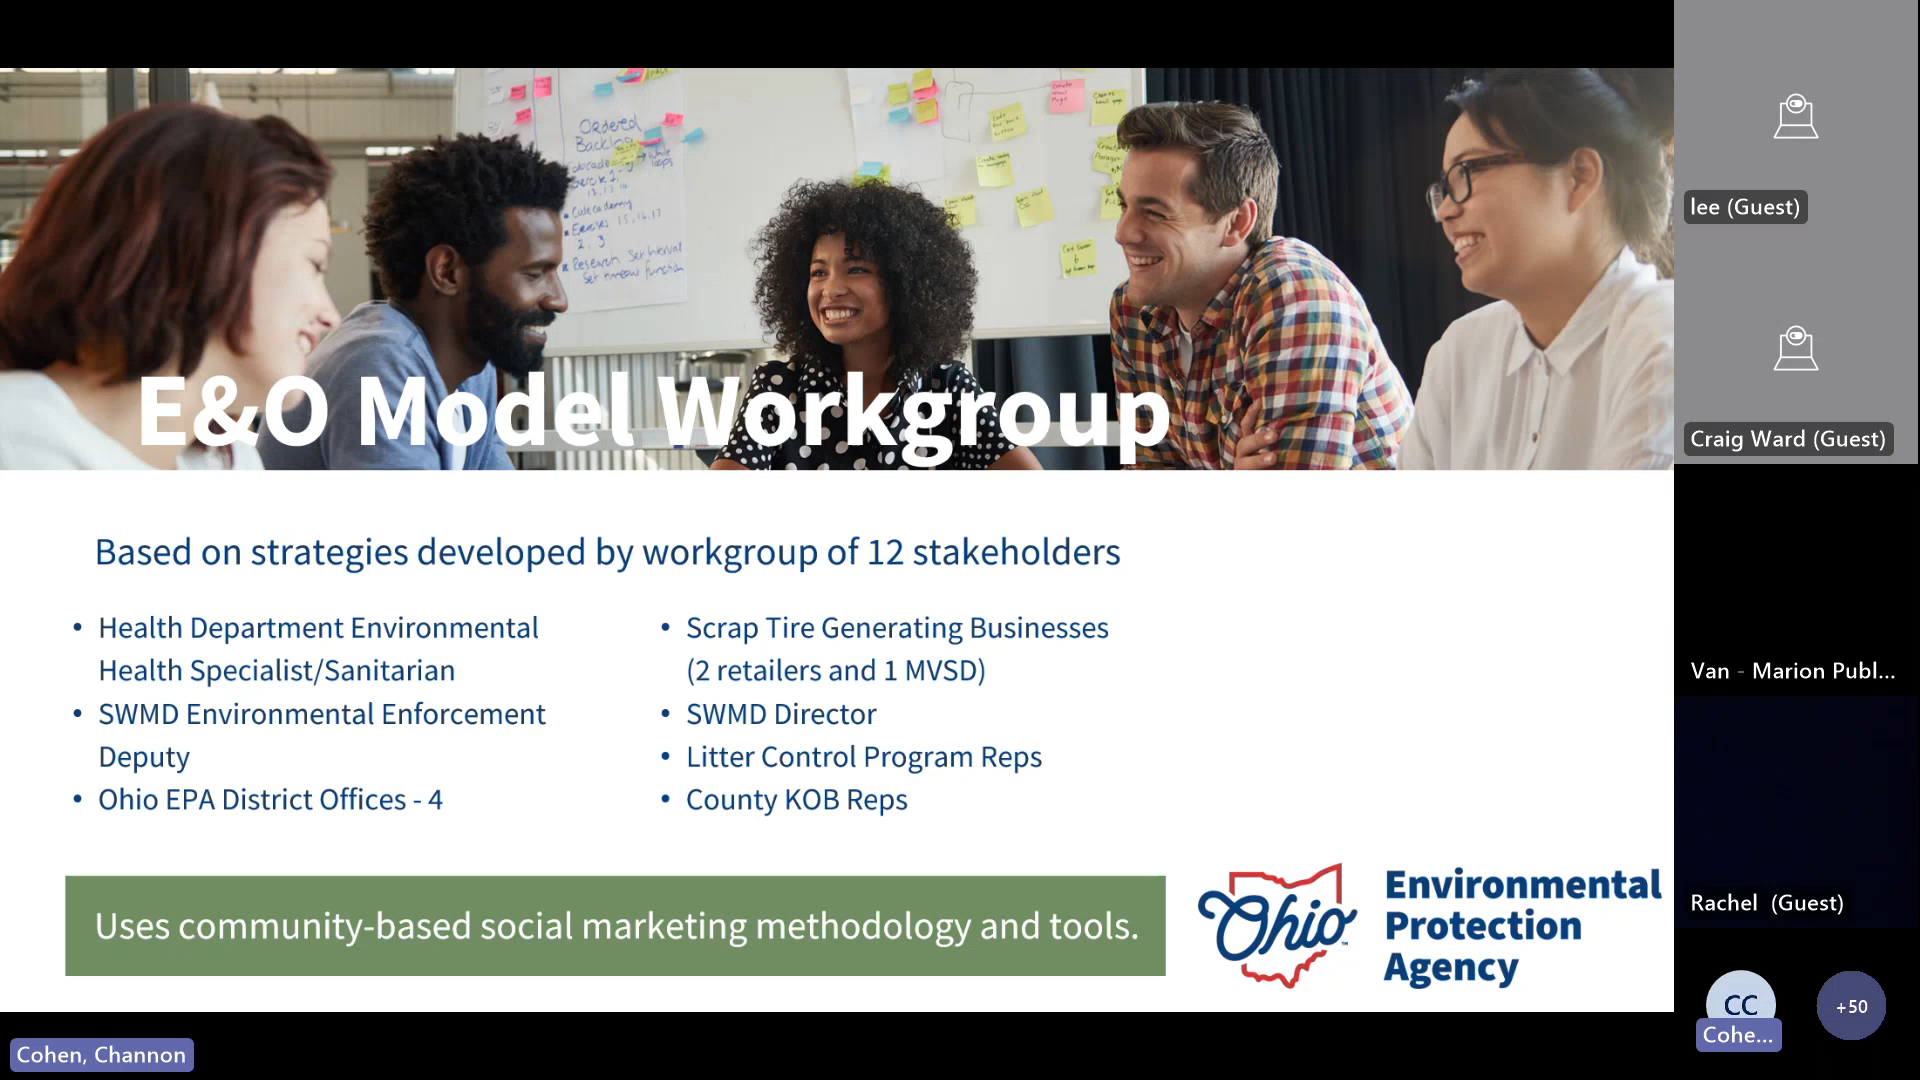 Ordered
Backlog
E&O Model Workgroup
Based on strategies developed by workgroup of 12 stakeholders
• Health Department Environmental
Health Specialist/Sanitarian
• SWMD Environmental Enforcement
Deputy
• Ohio EPA District Offices - 4
• Scrap Tire Generating Businesses
(2 retailers and 1 MVSD)
• SWMD Director
• Litter Control Program Reps
• County KOB Reps
Uses community-based social marketing methodology and tools.
Ohio
Environmental
Protection
Agency
lee (Guest)
Craig Ward (Guest)
Van - Marion Publ...
Rachel (Guest)
CC
Cohe...
+50
Cohen, Channon